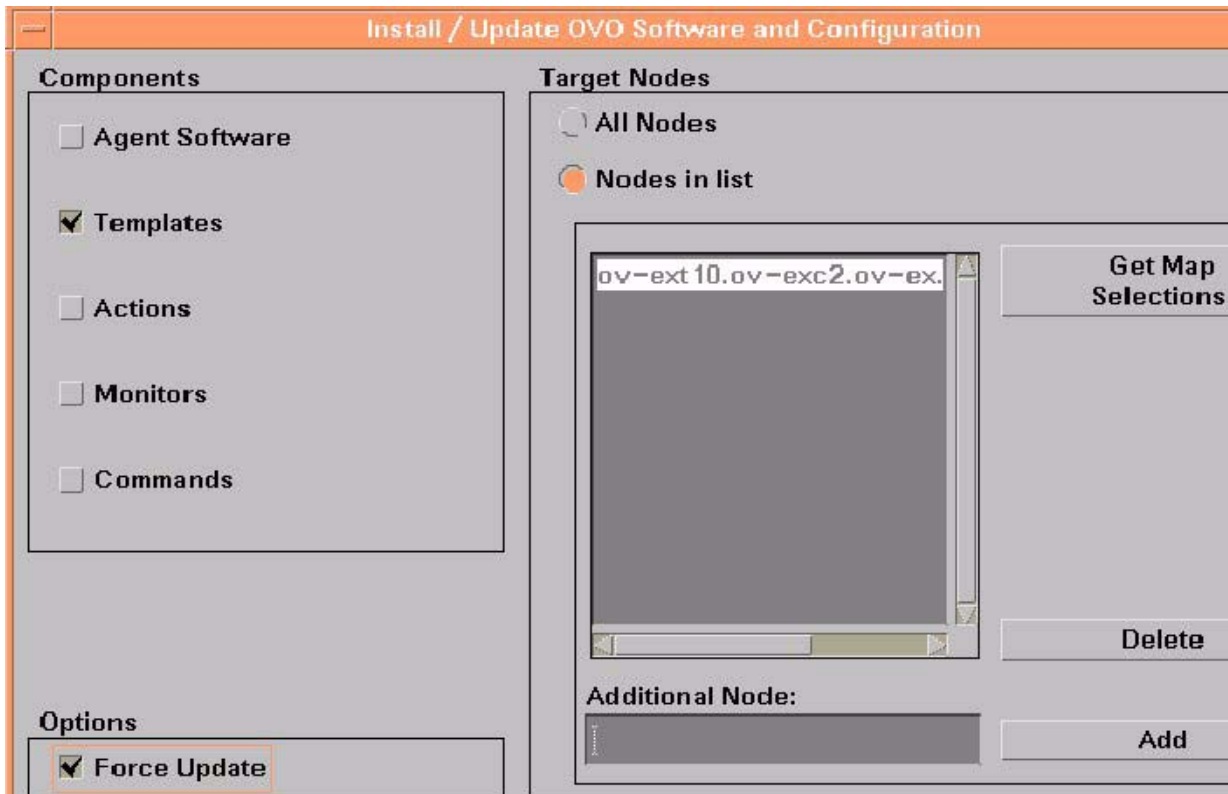 Install / Update OVO Software and Configuration
Components
Agent Software
Templates
Actions
Monitors
Commands
Options
Force Update
Target Nodes
All Nodes
Nodes in list
ov-ext10.ov-exc2.ov-ex.
Get Map
Selections
Delete
Additional Node:
Add